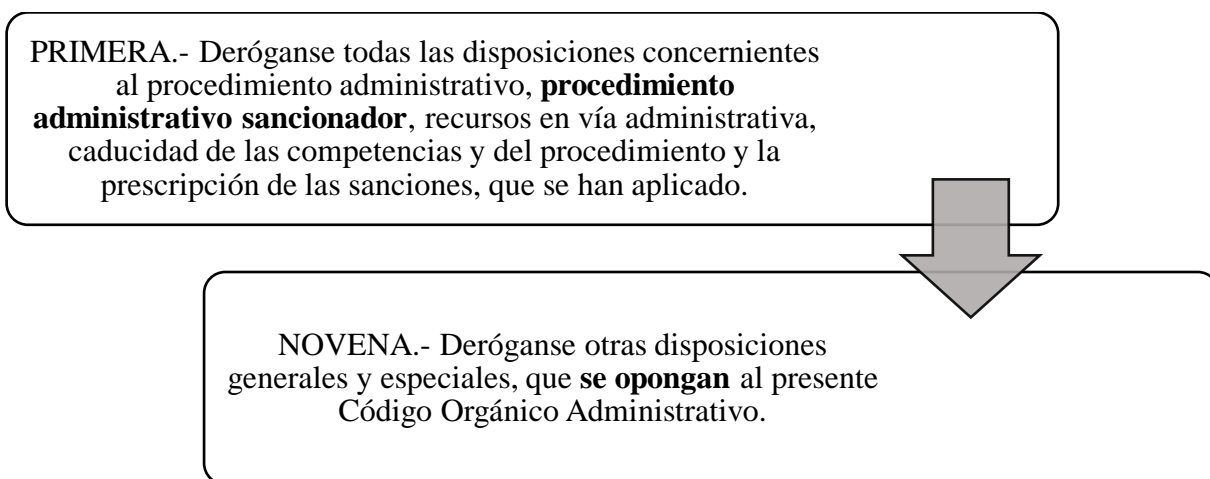 PRIMERA.- Deróganse todas las disposiciones concernientes
al procedimiento administrativo, procedimiento
administrativo sancionador, recursos en vía administrativa,
caducidad de las competencias y del procedimiento y la
prescripción de las sanciones, que se han aplicado.
NOVENA.- Deróganse otras disposiciones
generales y especiales, que se opongan al presente
Código Orgánico Administrativo.